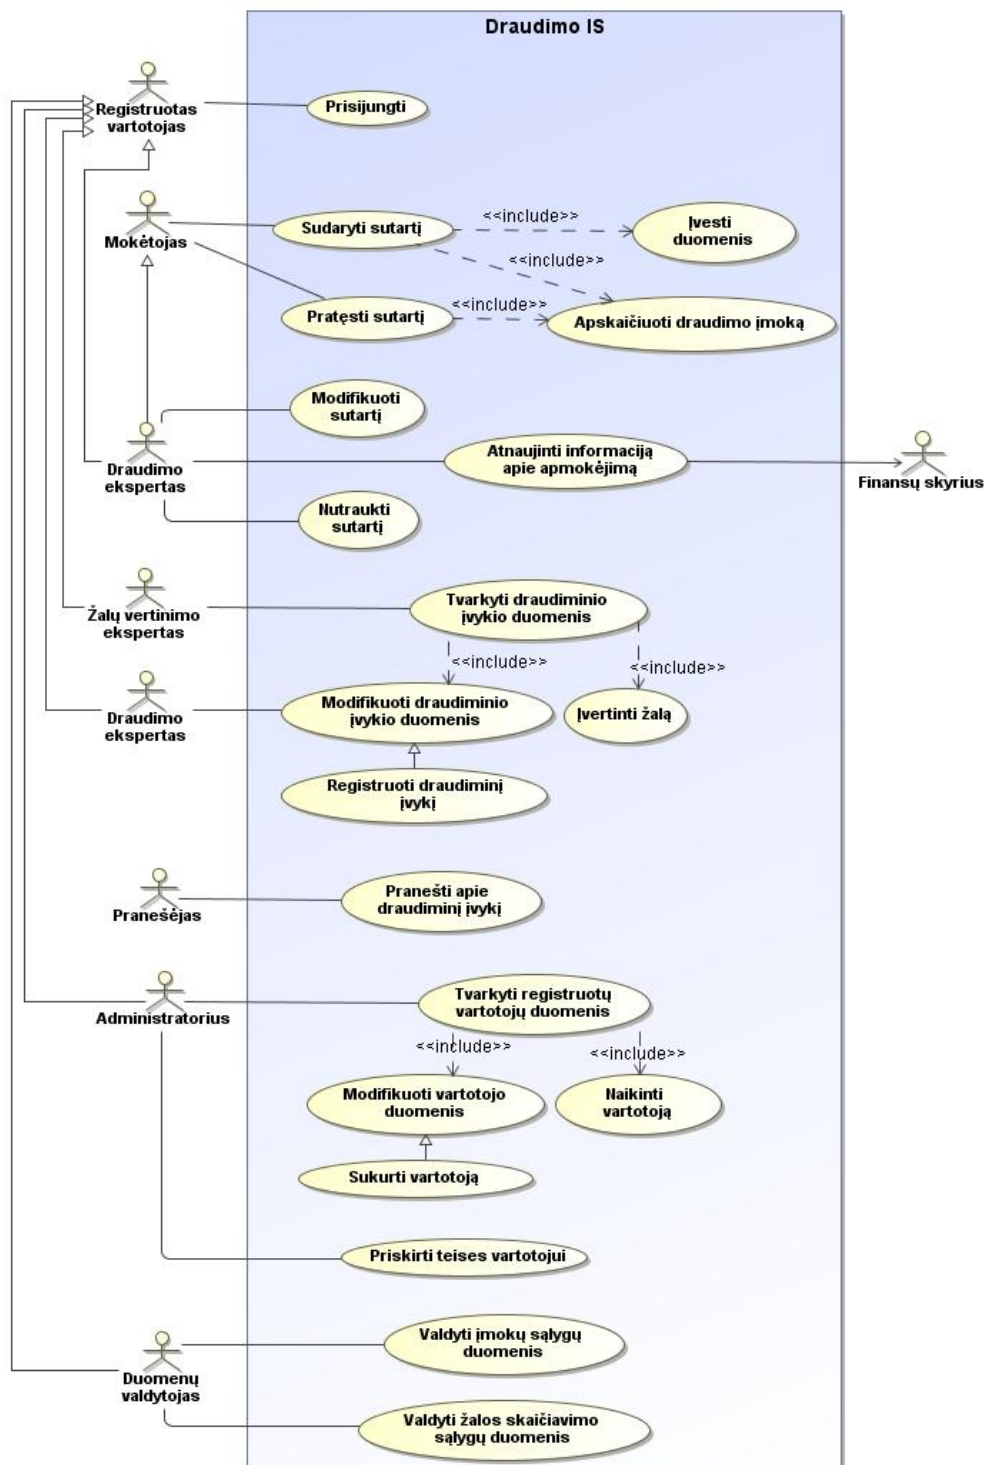 Draudimo IS
Registruotas
vartotojas
Prisijungti
Mokėtojas
Sudaryti sutartį
<<include>>
Įvesti
duomenis
<<include>>
Pratęsti sutartį
<<include>>
Apskaičiuoti draudimo įmoką
Modifikuoti
sutartį
Draudimo
ekspertas
Atnaujinti informaciją
apie apmokėjimą
Finansų skyrius
Nutraukti
sutartį
Žalų vertinimo
ekspertas
Tvarkyti draudiminio
įvykio duomenis
<<include>>
<<include>>
Draudimo
ekspertas
Modifikuoti draudiminio
įvykio duomenis
Įvertinti žalą
Registruoti draudiminį
įvykį
Pranešėjas
Pranešti apie
draudiminį įvykį
Administratorius
Tvarkyti registruotų
vartotojų duomenis
<<include>>
<<include>>
Modifikuoti vartotojo
duomenis
Naikinti
vartotoją
Sukurti vartotoją
Priskirti teises vartotojui
Duomenų
valdytojas
Valdyti įmokų sąlygų
duomenis
Valdyti žalos skaičiavimo
sąlygų duomenis